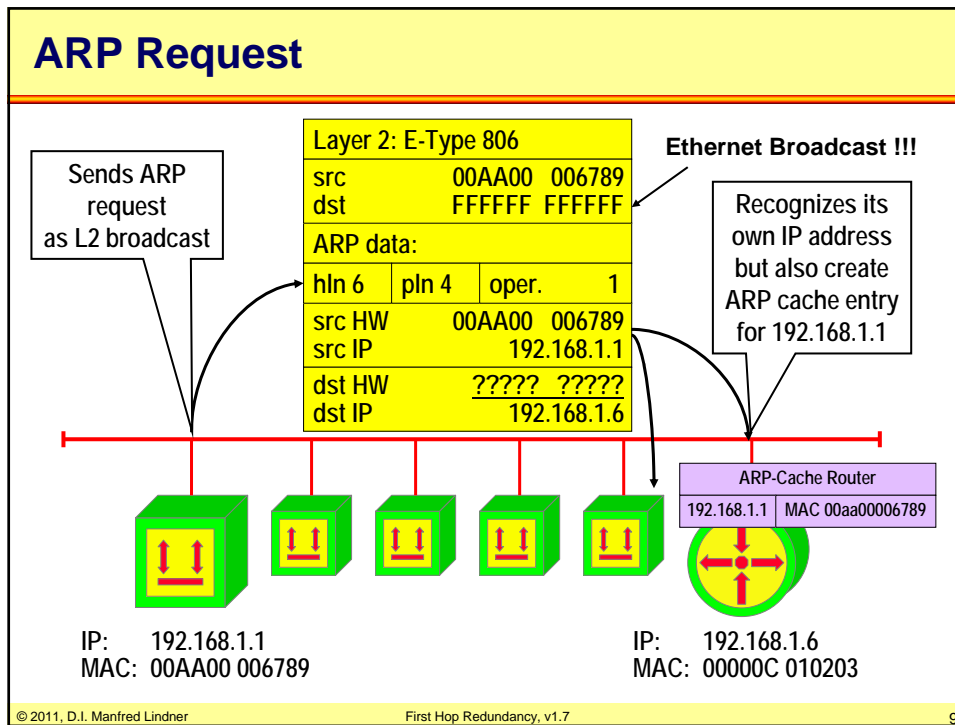 ARP Request
Sends ARP
request
as L2 broadcast
Layer 2: E-Type 806
src 00AA00 006789
dst FFFFFF FFFFFF
ARP data:
hln 6 pln 4 oper. 1
src HW 00AA00 006789
src IP 192.168.1.1
dst HW ????? ?????
dst IP 192.168.1.6
Ethernet Broadcast !!!
Recognizes its
own IP address
but also create
ARP cache entry
for 192.168.1.1
ARP-Cache Router
192.168.1.1 MAC 00aa00006789
IP: 192.168.1.1
MAC: 00AA00 006789
IP: 192.168.1.6
MAC: 00000C 010203
© 2011, D.I. Manfred Lindner
First Hop Redundancy, v1.7
9